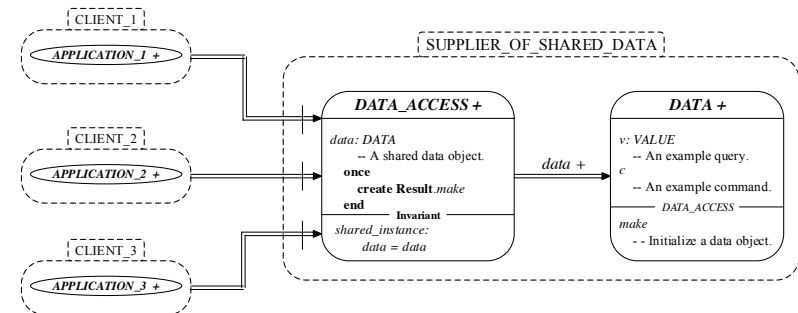 CLIENT_1
APPLICATION_1 +
CLIENT_2
APPLICATION_2 +
CLIENT_3
APPLICATION_3 +
SUPPLIER_OF_SHARED_DATA
DATA_ACCESS +
data: DATA
-- A shared data object.
once
create Result.make
end
Invariant
shared_instance:
data = data
data +
DATA +
v: VALUE
-- An example query.
c
-- An example command.
DATA_ACCESS
make
- - Initialize a data object.